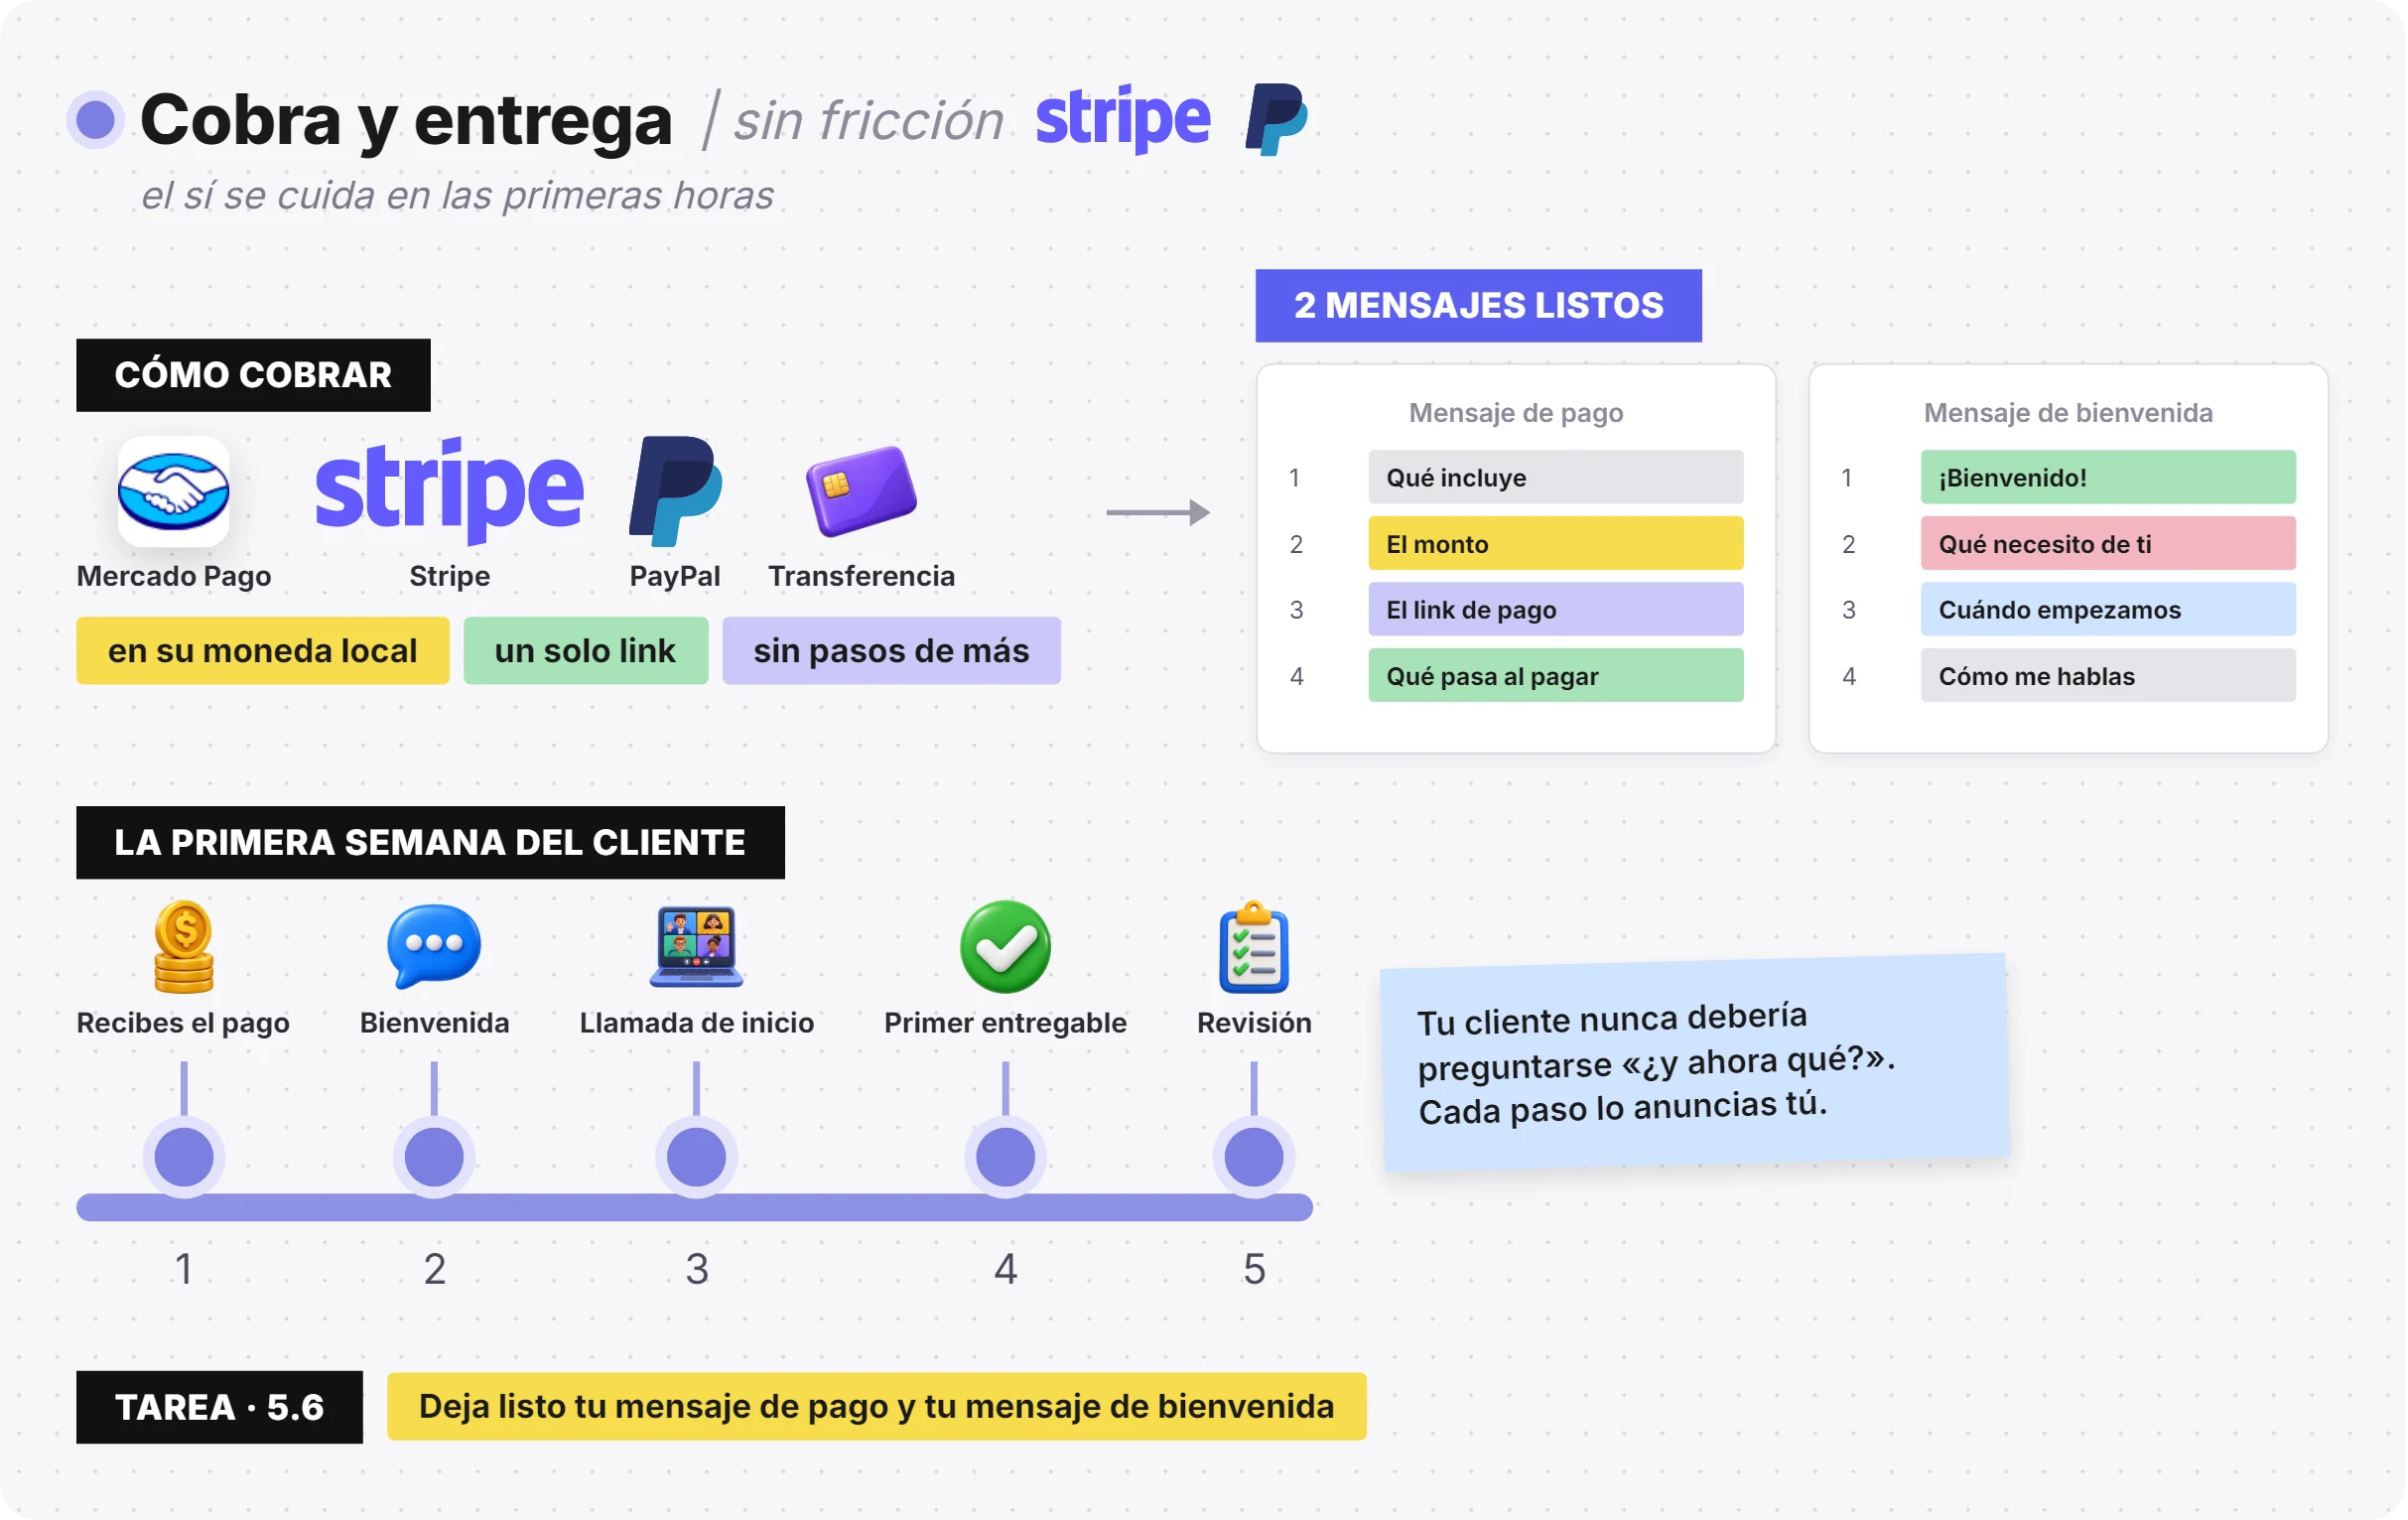 Cobra y entrega | sin fricción stripe
el sí se cuida en las primeras horas
CÓMO COBRAR
stripe
Mercado Pago Stripe PayPal Transferencia
en su moneda local un solo link sin pasos de más
2 MENSAJES LISTOS
Mensaje de pago
1 Qué incluye
2 El monto
3 El link de pago
4 Qué pasa al pagar
Mensaje de bienvenida
1 ¡Bienvenido!
2 Qué necesito de ti
3 Cuándo empezamos
4 Cómo me hablas
LA PRIMERA SEMANA DEL CLIENTE
Recibes el pago Bienvenida Llamada de inicio Primer entregable Revisión
1 2 3 4 5
Tu cliente nunca debería
preguntarse «¿y ahora qué?».
Cada paso lo anuncias tú.
TAREA · 5.6 Deja listo tu mensaje de pago y tu mensaje de bienvenida